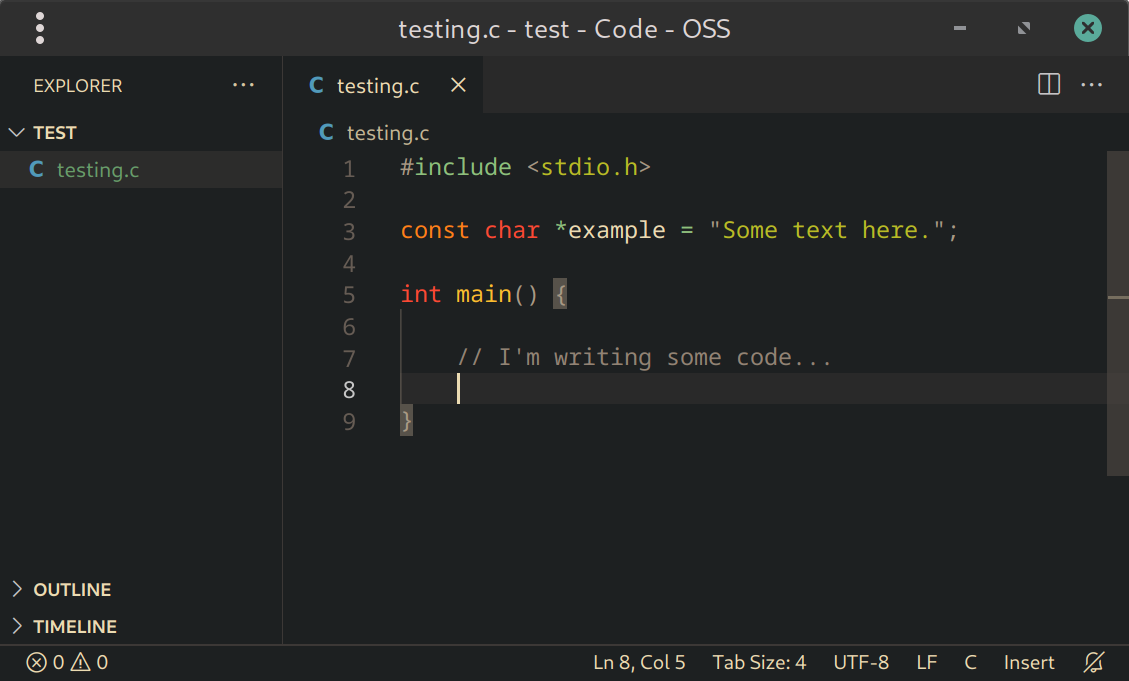 testing.c - test - Code - OSS
EXPLORER ···
C testing.c
TEST
C testing.c
C testing.c
1 #include <stdio.h>
2
3 const char *example = "Some text here.";
4
5 int main() {
6
7 // I'm writing some code...
8
9 }
OUTLINE
TIMELINE
0 0 Ln 8, Col 5 Tab Size: 4 UTF-8 LF C Insert